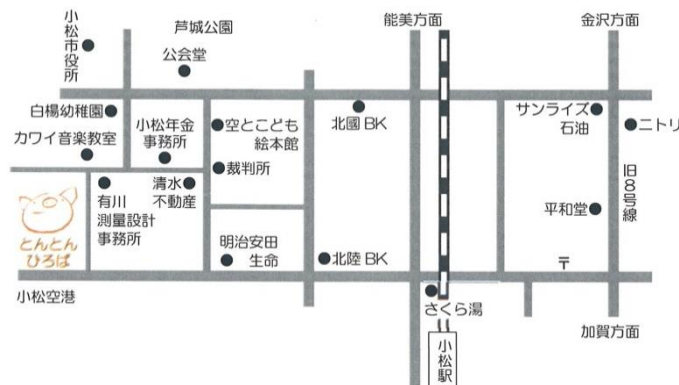 小松市役所
芦城公園
公会堂
能美方面
金沢方面
白楊幼稚園
カワイ音楽教室
小松年金
事務所
空とこども
絵本館
裁判所
北國BK
サンライズ
石油
ニトリ
有川
測量設計
事務所
清水
不動産
旧8号線
平和堂
とんとん
ひろば
明治安田
生命
北陸BK
〒
小松空港
さくら湯
小松駅
加賀方面